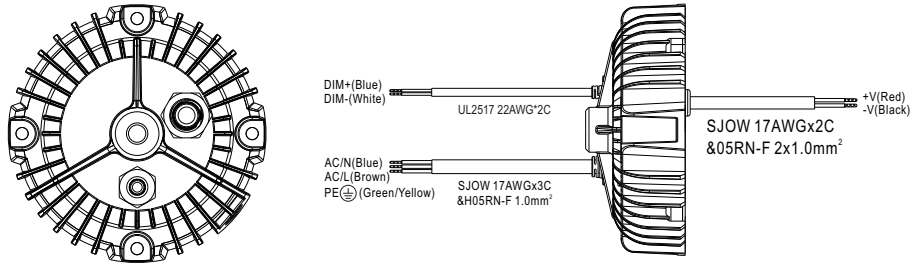 DIM+(Blue)
DIM-(White)
UL2517 22AWG*2C
+V(Red)
-V(Black)
SJOW 17AWGx2C
&05RN-F 2x1.0mm²
AC/N(Blue)
AC/L(Brown)
PE⏚(Green/Yellow)
SJOW 17AWGx3C
&H05RN-F 1.0mm²